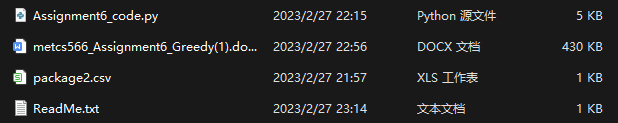 Assignment6_code.py 2023/2/27 22:15 Python 源文件 5 KB
metcs566_Assignment6_Greedy(1).do... 2023/2/27 22:56 DOCX 文档 430 KB
package2.csv 2023/2/27 21:57 XLS 工作表 1 KB
ReadMe.txt 2023/2/27 23:14 文本文档 1 KB